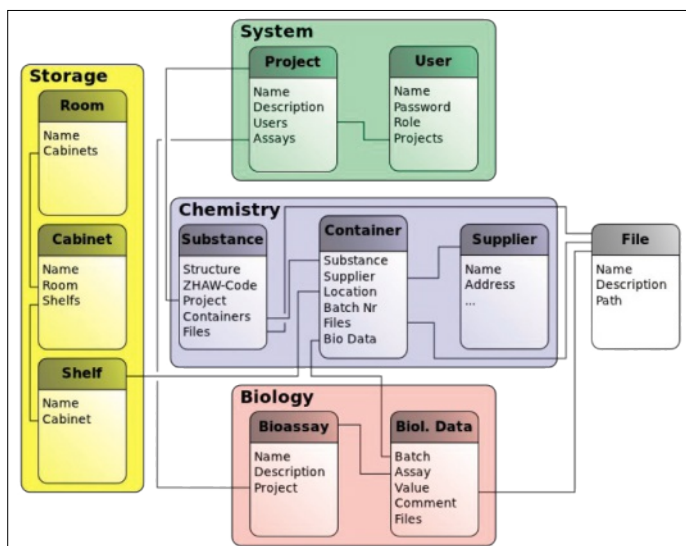 System
Project
Name
Description
Users
Assays
User
Name
Password
Role
Projects
Storage
Room
Name
Cabinets
Cabinet
Name
Room
Shelfs
Shelf
Name
Cabinet
Chemistry
Substance
Structure
ZHAW-Code
Project
Containers
Files
Container
Substance
Supplier
Location
Batch Nr
Files
Bio Data
Supplier
Name
Address
...
File
Name
Description
Path
Biology
Bioassay
Name
Description
Project
Biol. Data
Batch
Assay
Value
Comment
Files